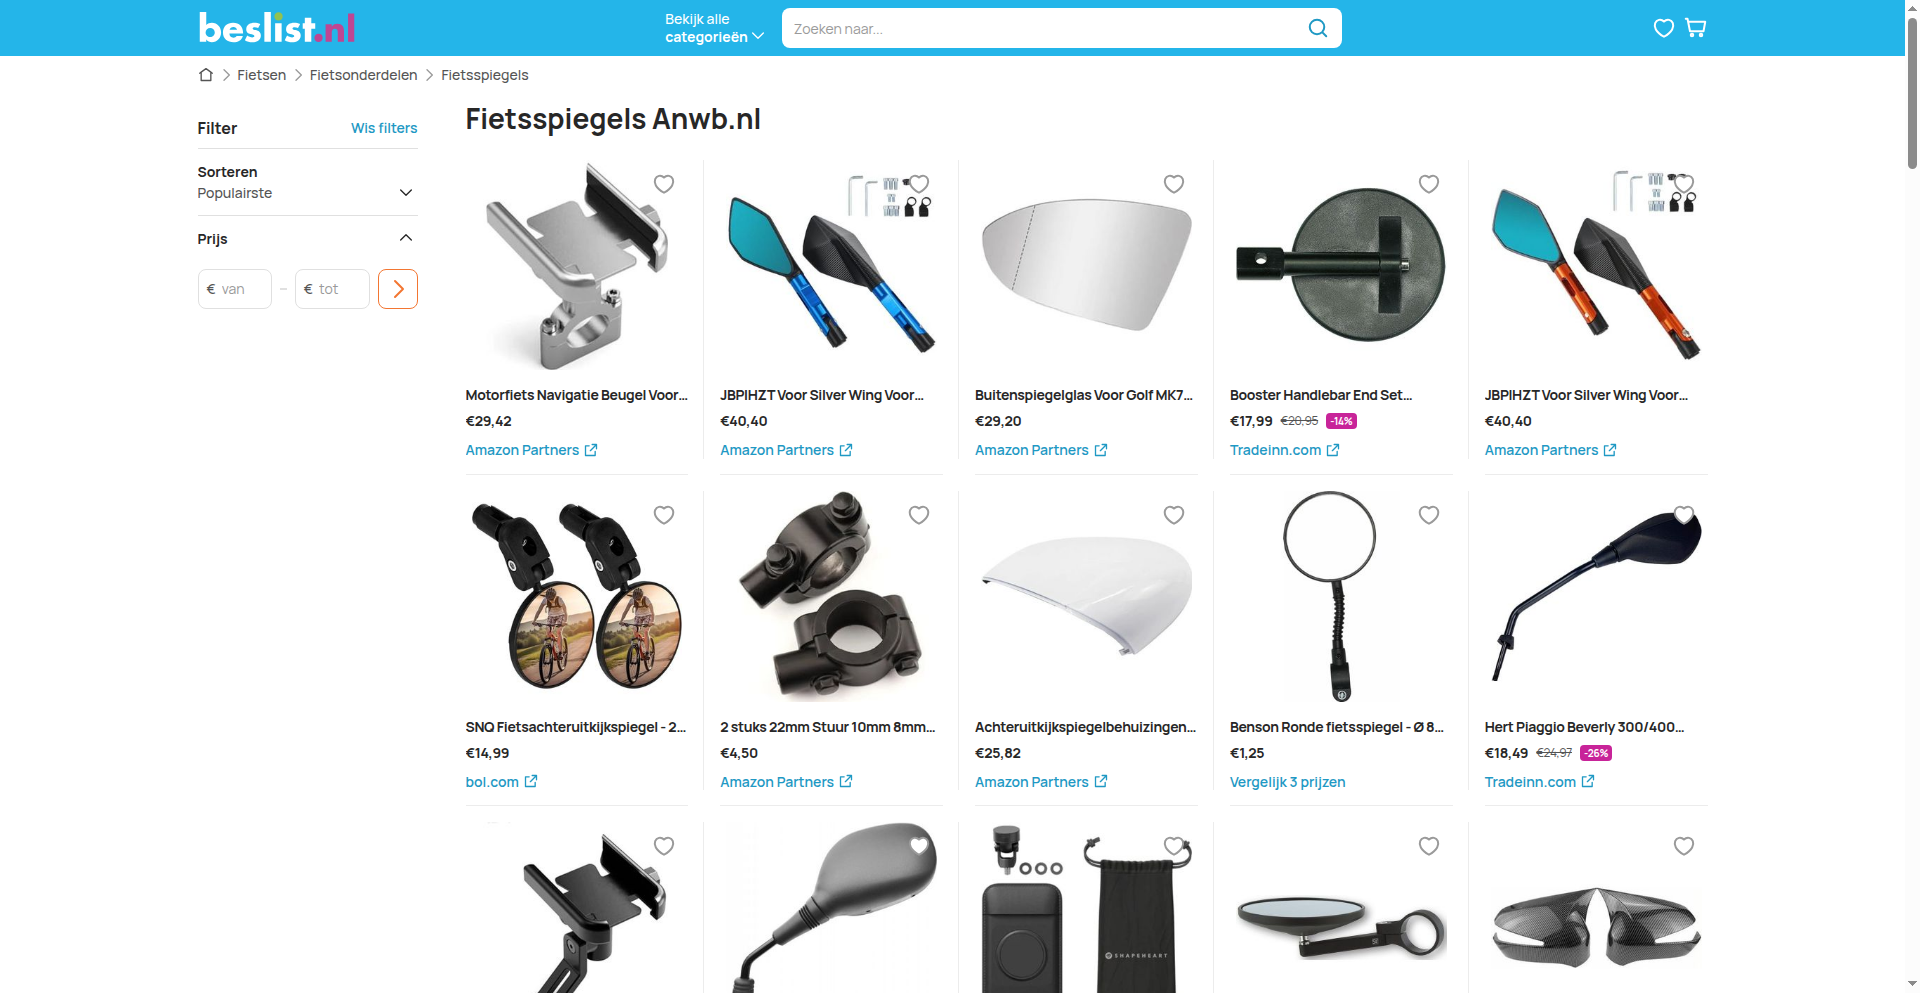 beslist.nl
Bekijk alle
categorieën
Zoeken naar...
Fietsen
Fietsonderdelen
Fietsspiegels
Filter
Wis filters
Sorteren
Populairste
Prijs
€ van
–
€ tot
Fietsspiegels Anwb.nl
Motorfiets Navigatie Beugel Voor...
€29,42
Amazon Partners
JBPIHZT Voor Silver Wing Voor...
€40,40
Amazon Partners
Buitenspiegelglas Voor Golf MK7...
€29,20
Amazon Partners
Booster Handlebar End Set...
€17,99 €20,95 -14%
Tradeinn.com
JBPIHZT Voor Silver Wing Voor...
€40,40
Amazon Partners
SNQ Fietsachteruitkijkspiegel - 2...
€14,99
bol.com
2 stuks 22mm Stuur 10mm 8mm...
€4,50
Amazon Partners
Achteruitkijkspiegelbehuizingen...
€25,82
Amazon Partners
Benson Ronde fietsspiegel - Ø 8...
€1,25
Vergelijk 3 prijzen
Hert Piaggio Beverly 300/400...
€18,49 €24,97 -26%
Tradeinn.com
SHAPEHEART